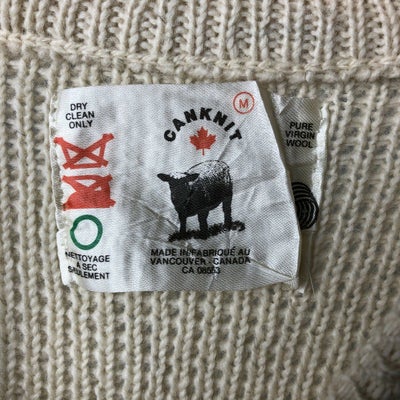 DRY
CLEAN
ONLY
NETTOYAGE
A SEC
SEULEMENT
CANKNIT
M
MADE IN/FABRIQUÉ AU
VANCOUVER - CANADA
CA 08553
PURE
VIRGIN
WOOL